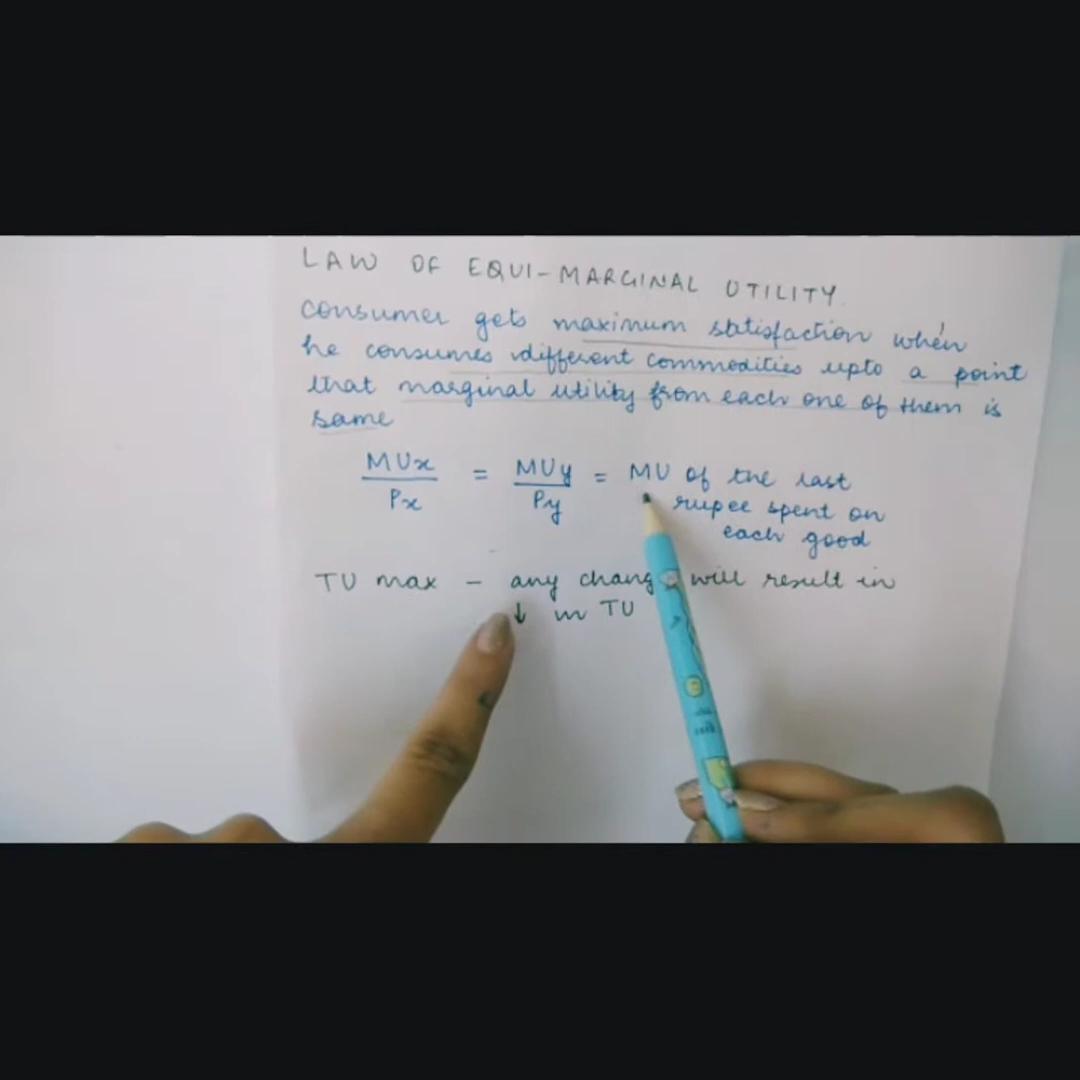 LAW OF EQUI-MARGINAL UTILITY.
consumer gets maximum satisfaction when
he consumes different commodities upto a point
that marginal utility from each one of them is
same
MUx = MUy = MU of the last
Px Py rupee spent on
each good
TU max - any change will result in
↓ in TU